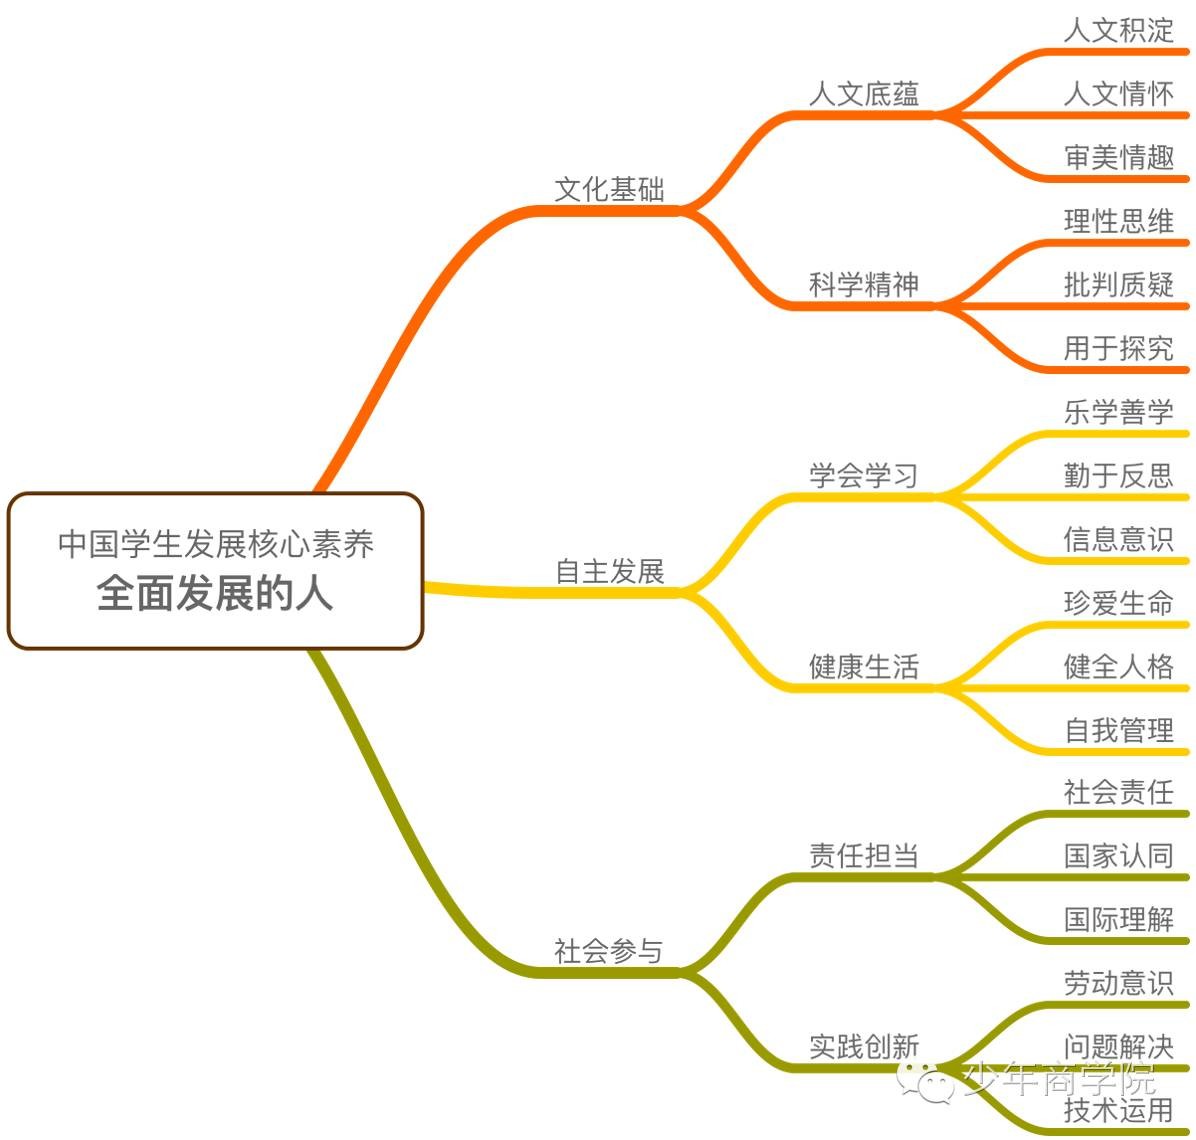 人文积淀
人文底蕴
人文情怀
审美情趣
文化基础
理性思维
科学精神
批判质疑
用于探究
乐学善学
学会学习
勤于反思
信息意识
中国学生发展核心素养
全面发展的人
自主发展
珍爱生命
健康生活
健全人格
自我管理
社会责任
责任担当
国家认同
国际理解
社会参与
劳动意识
实践创新
问题解决
少年商学院
技术运用